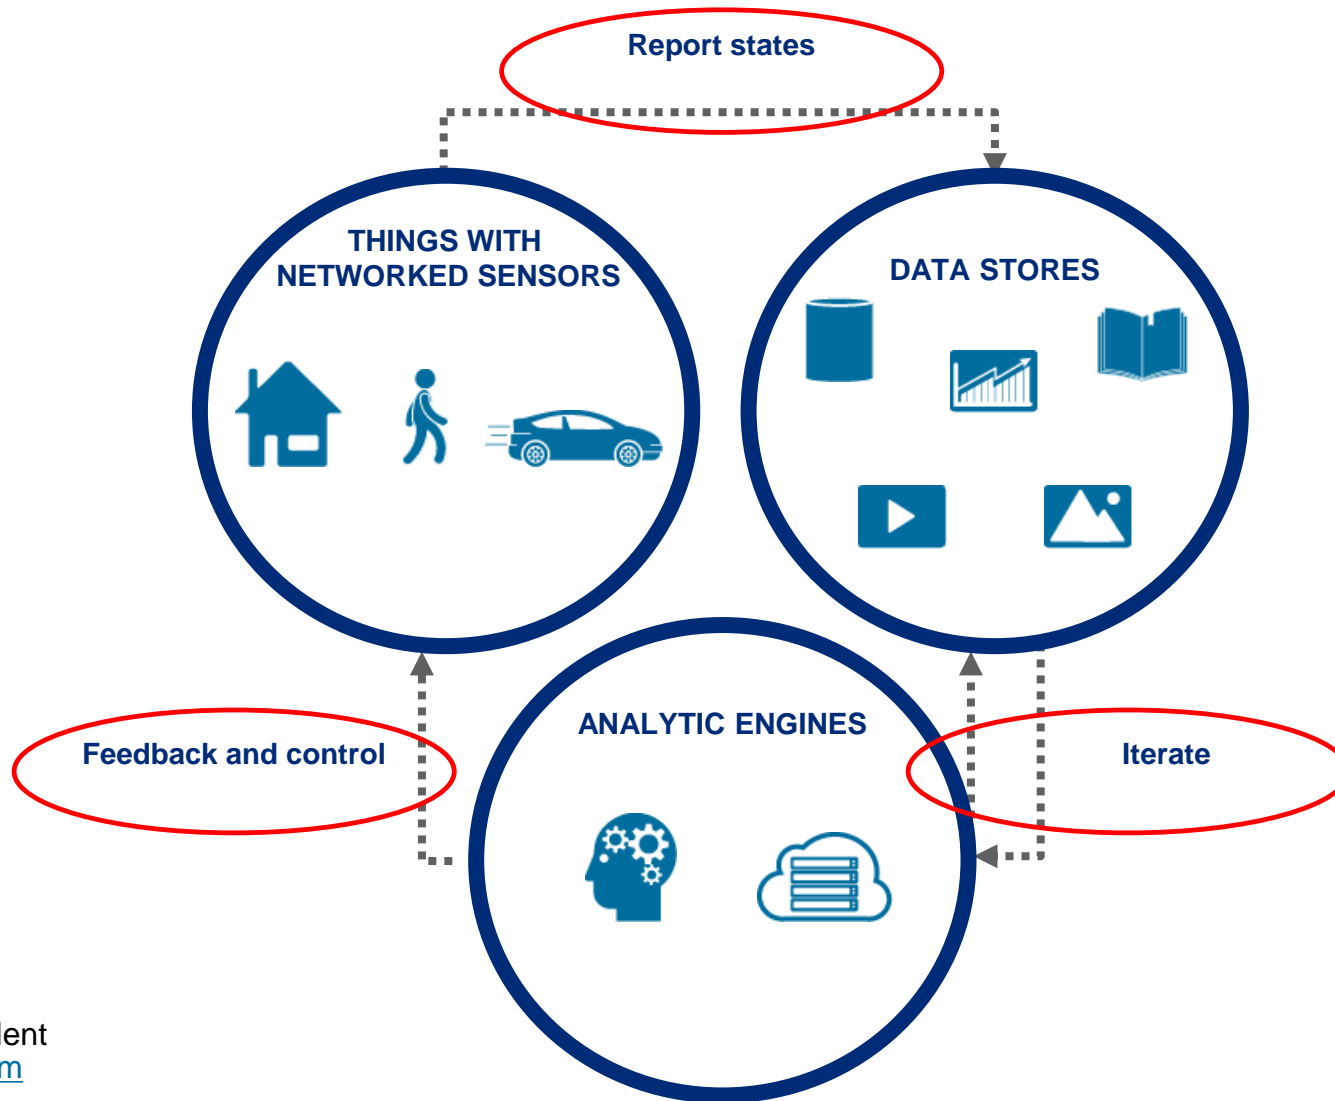 Report states
THINGS WITH
NETWORKED SENSORS
DATA STORES
ANALYTIC ENGINES
Feedback and control
Iterate